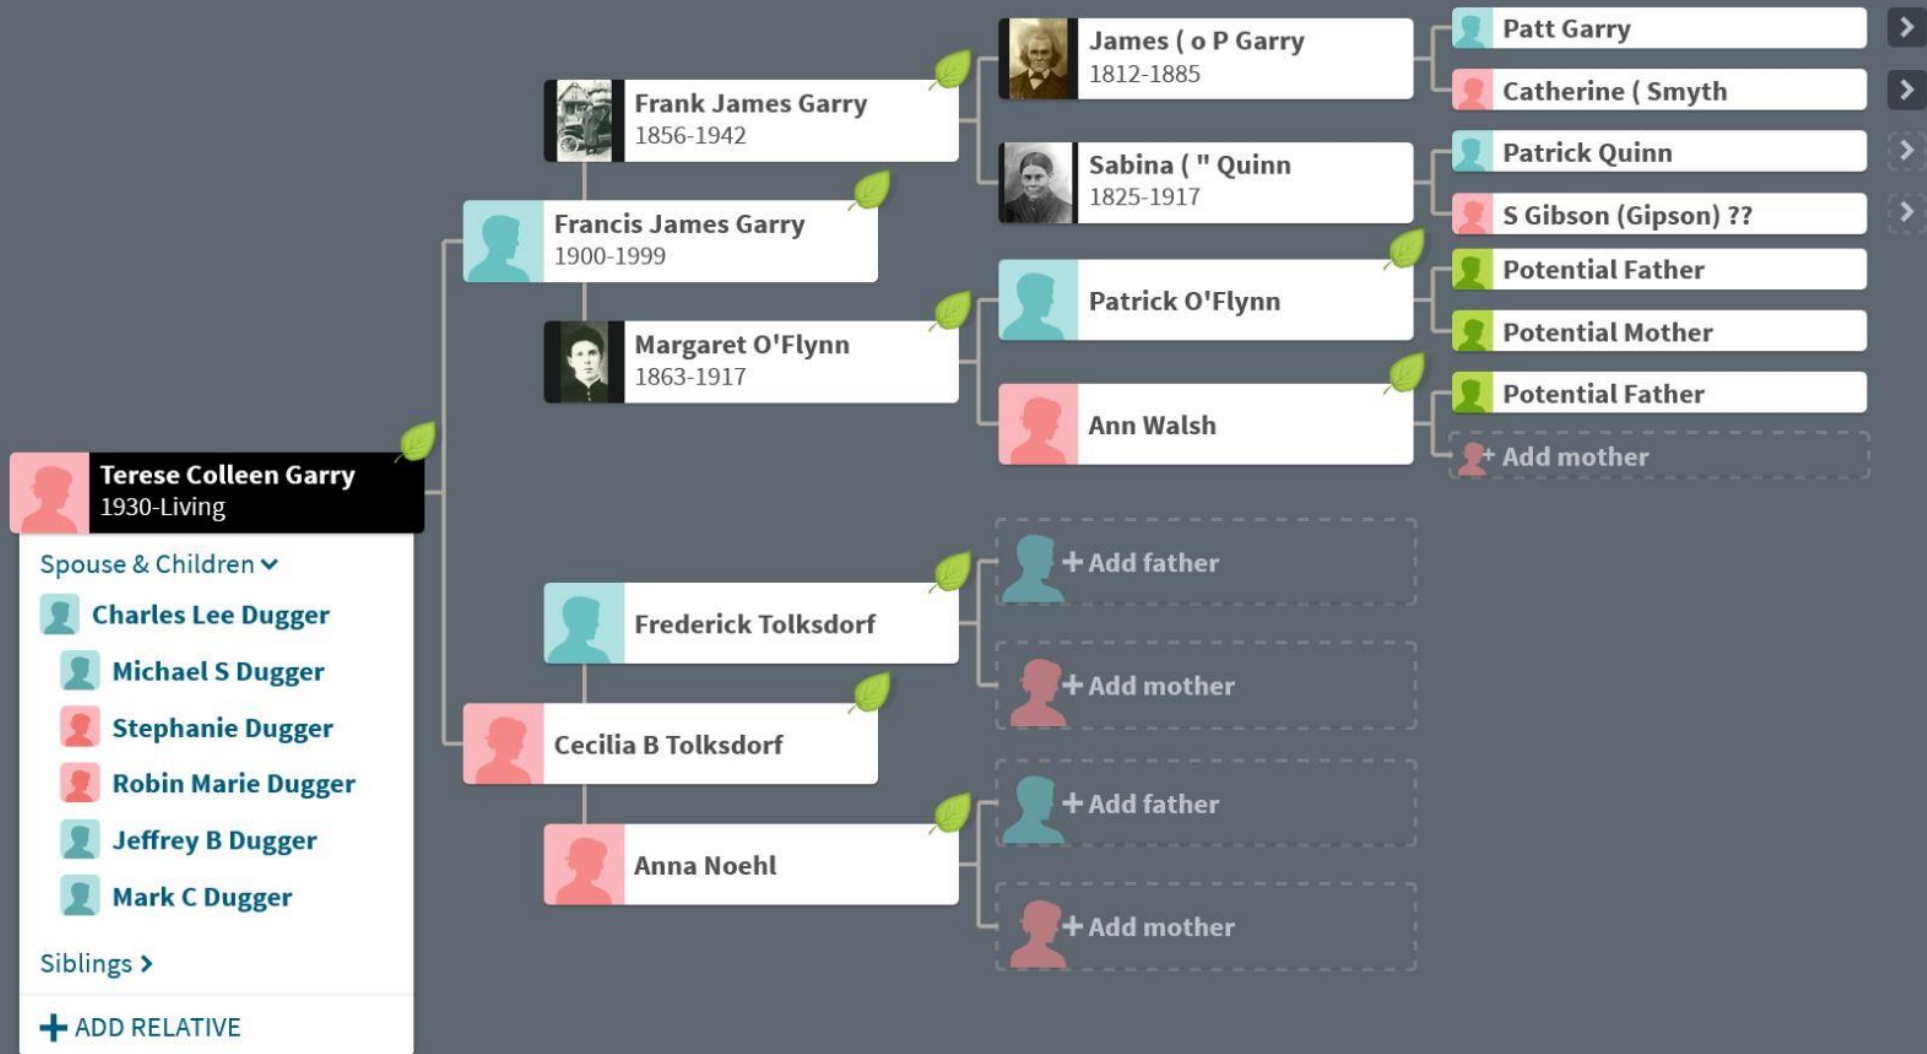 Terese Colleen Garry
1930-Living
Spouse & Children
Charles Lee Dugger
Michael S Dugger
Stephanie Dugger
Robin Marie Dugger
Jeffrey B Dugger
Mark C Dugger
Siblings
+ ADD RELATIVE
Frank James Garry
1856-1942
Francis James Garry
1900-1999
Margaret O'Flynn
1863-1917
Frederick Tolksdorf
Cecilia B Tolksdorf
Anna Noehl
James ( o P Garry
1812-1885
Sabina ( " Quinn
1825-1917
Patrick O'Flynn
Ann Walsh
+ Add father
+ Add mother
+ Add father
+ Add mother
Patt Garry
Catherine ( Smyth
Patrick Quinn
S Gibson (Gipson) ??
Potential Father
Potential Mother
Potential Father
+ Add mother